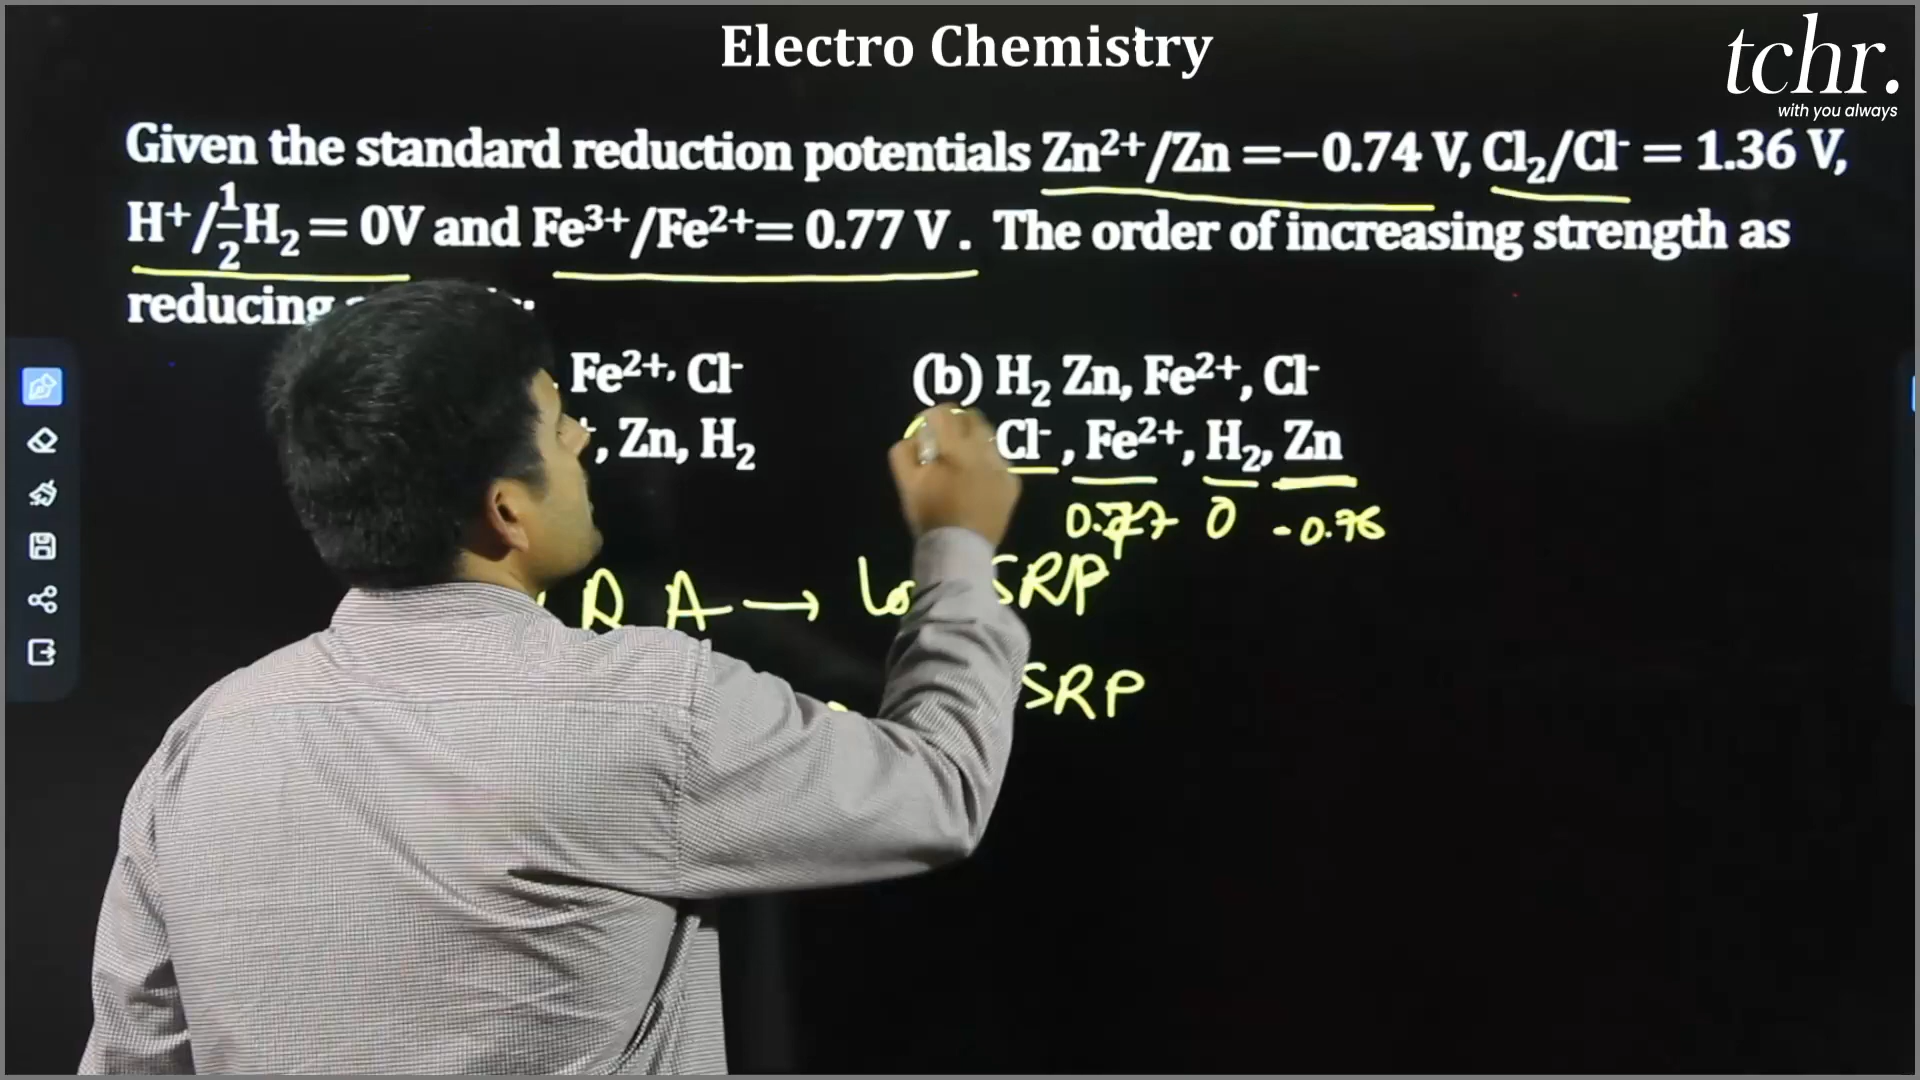 Electro Chemistry
tchr.
with you always
Given the standard reduction potentials Zn²⁺/Zn =−0.74 V, Cl₂/Cl⁻ = 1.36 V,
H⁺/½H₂ = 0V and Fe³⁺/Fe²⁺= 0.77 V . The order of increasing strength as
reducing
Fe²⁺, Cl⁻ (b) H₂ Zn, Fe²⁺, Cl⁻
⁺, Zn, H₂ Cl⁻, Fe²⁺, H₂, Zn
0 -0.76
R A → SRP
SRP